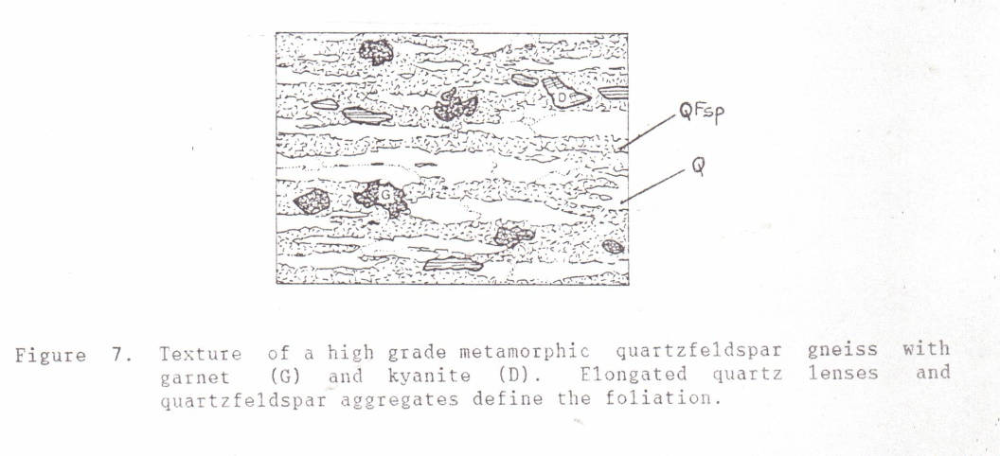 D
QFsp
Q
G
Figure 7. Texture of a high grade metamorphic quartzfeldspar gneiss with
garnet (G) and kyanite (D). Elongated quartz lenses and
quartzfeldspar aggregates define the foliation.